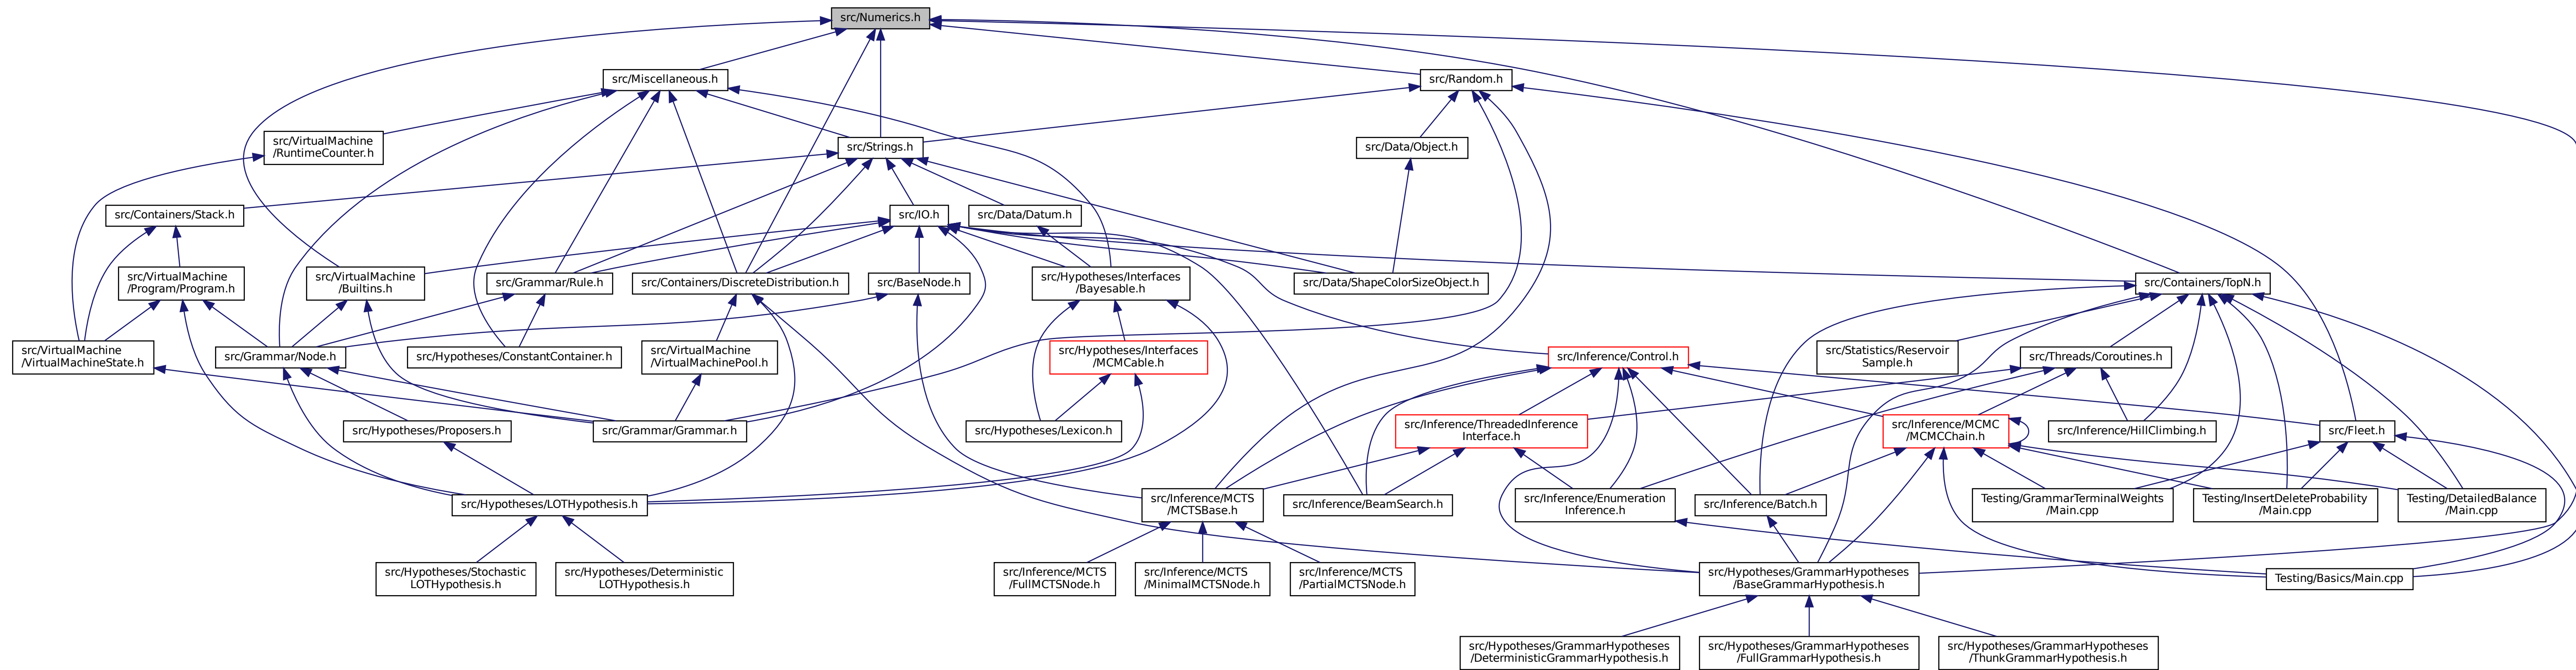 src/Numerics.h
src/Miscellaneous.h
src/Random.h
src/VirtualMachine
/RuntimeCounter.h
src/Strings.h
src/Data/Object.h
src/Containers/Stack.h
src/IO.h
src/Data/Datum.h
src/VirtualMachine
/Program/Program.h
src/VirtualMachine
/Builtins.h
src/Grammar/Rule.h
src/Containers/DiscreteDistribution.h
src/BaseNode.h
src/Hypotheses/Interfaces
/Bayesable.h
src/Data/ShapeColorSizeObject.h
src/Containers/TopN.h
src/VirtualMachine
/VirtualMachineState.h
src/Grammar/Node.h
src/Hypotheses/ConstantContainer.h
src/VirtualMachine
/VirtualMachinePool.h
src/Hypotheses/Interfaces
/MCMCable.h
src/Inference/Control.h
src/Statistics/Reservoir
Sample.h
src/Threads/Coroutines.h
src/Hypotheses/Proposers.h
src/Grammar/Grammar.h
src/Hypotheses/Lexicon.h
src/Inference/ThreadedInference
Interface.h
src/Inference/MCMC
/MCMCChain.h
src/Inference/HillClimbing.h
src/Fleet.h
src/Hypotheses/LOTHypothesis.h
src/Inference/MCTS
/MCTSBase.h
src/Inference/BeamSearch.h
src/Inference/Enumeration
Inference.h
src/Inference/Batch.h
Testing/GrammarTerminalWeights
/Main.cpp
Testing/InsertDeleteProbability
/Main.cpp
Testing/DetailedBalance
/Main.cpp
src/Hypotheses/Stochastic
LOTHypothesis.h
src/Hypotheses/Deterministic
LOTHypothesis.h
src/Inference/MCTS
/FullMCTSNode.h
src/Inference/MCTS
/MinimalMCTSNode.h
src/Inference/MCTS
/PartialMCTSNode.h
src/Hypotheses/GrammarHypotheses
/BaseGrammarHypothesis.h
Testing/Basics/Main.cpp
src/Hypotheses/GrammarHypotheses
/DeterministicGrammarHypothesis.h
src/Hypotheses/GrammarHypotheses
/FullGrammarHypothesis.h
src/Hypotheses/GrammarHypotheses
/ThunkGrammarHypothesis.h